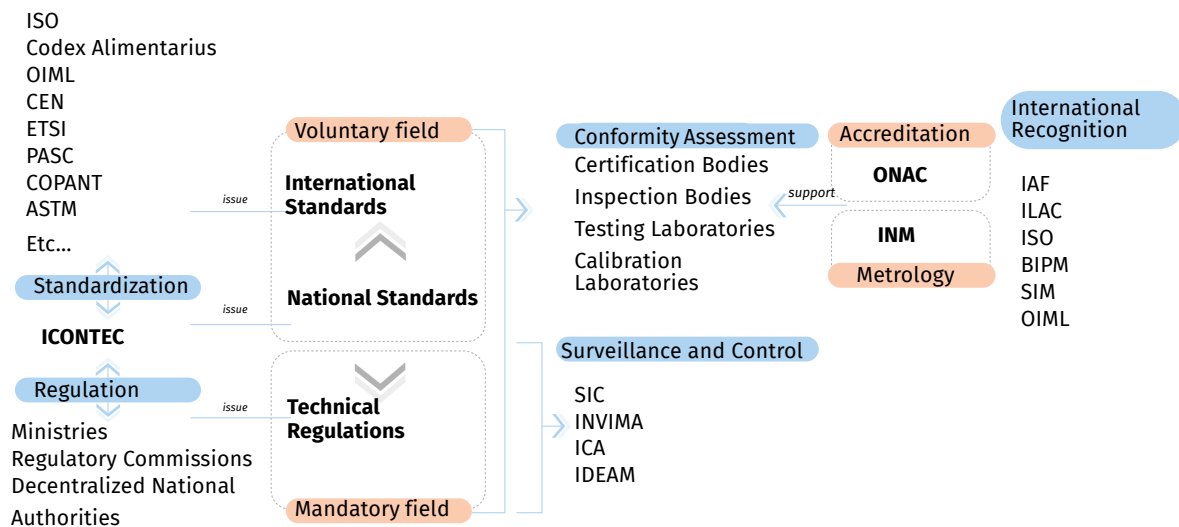 ISO
Codex Alimentarius
OIML
CEN
ETSI
PASC
COPANT
ASTM
Etc...
Standardization
ICONTEC
Regulation
Ministries
Regulatory Commissions
Decentralized National
Authorities
issue
issue
issue
Voluntary field
International
Standards
National Standards
Technical
Regulations
Mandatory field
Conformity Assessment
Certification Bodies
Inspection Bodies
Testing Laboratories
Calibration
Laboratories
Surveillance and Control
SIC
INVIMA
ICA
IDEAM
support
Accreditation
ONAC
INM
Metrology
International
Recognition
IAF
ILAC
ISO
BIPM
SIM
OIML